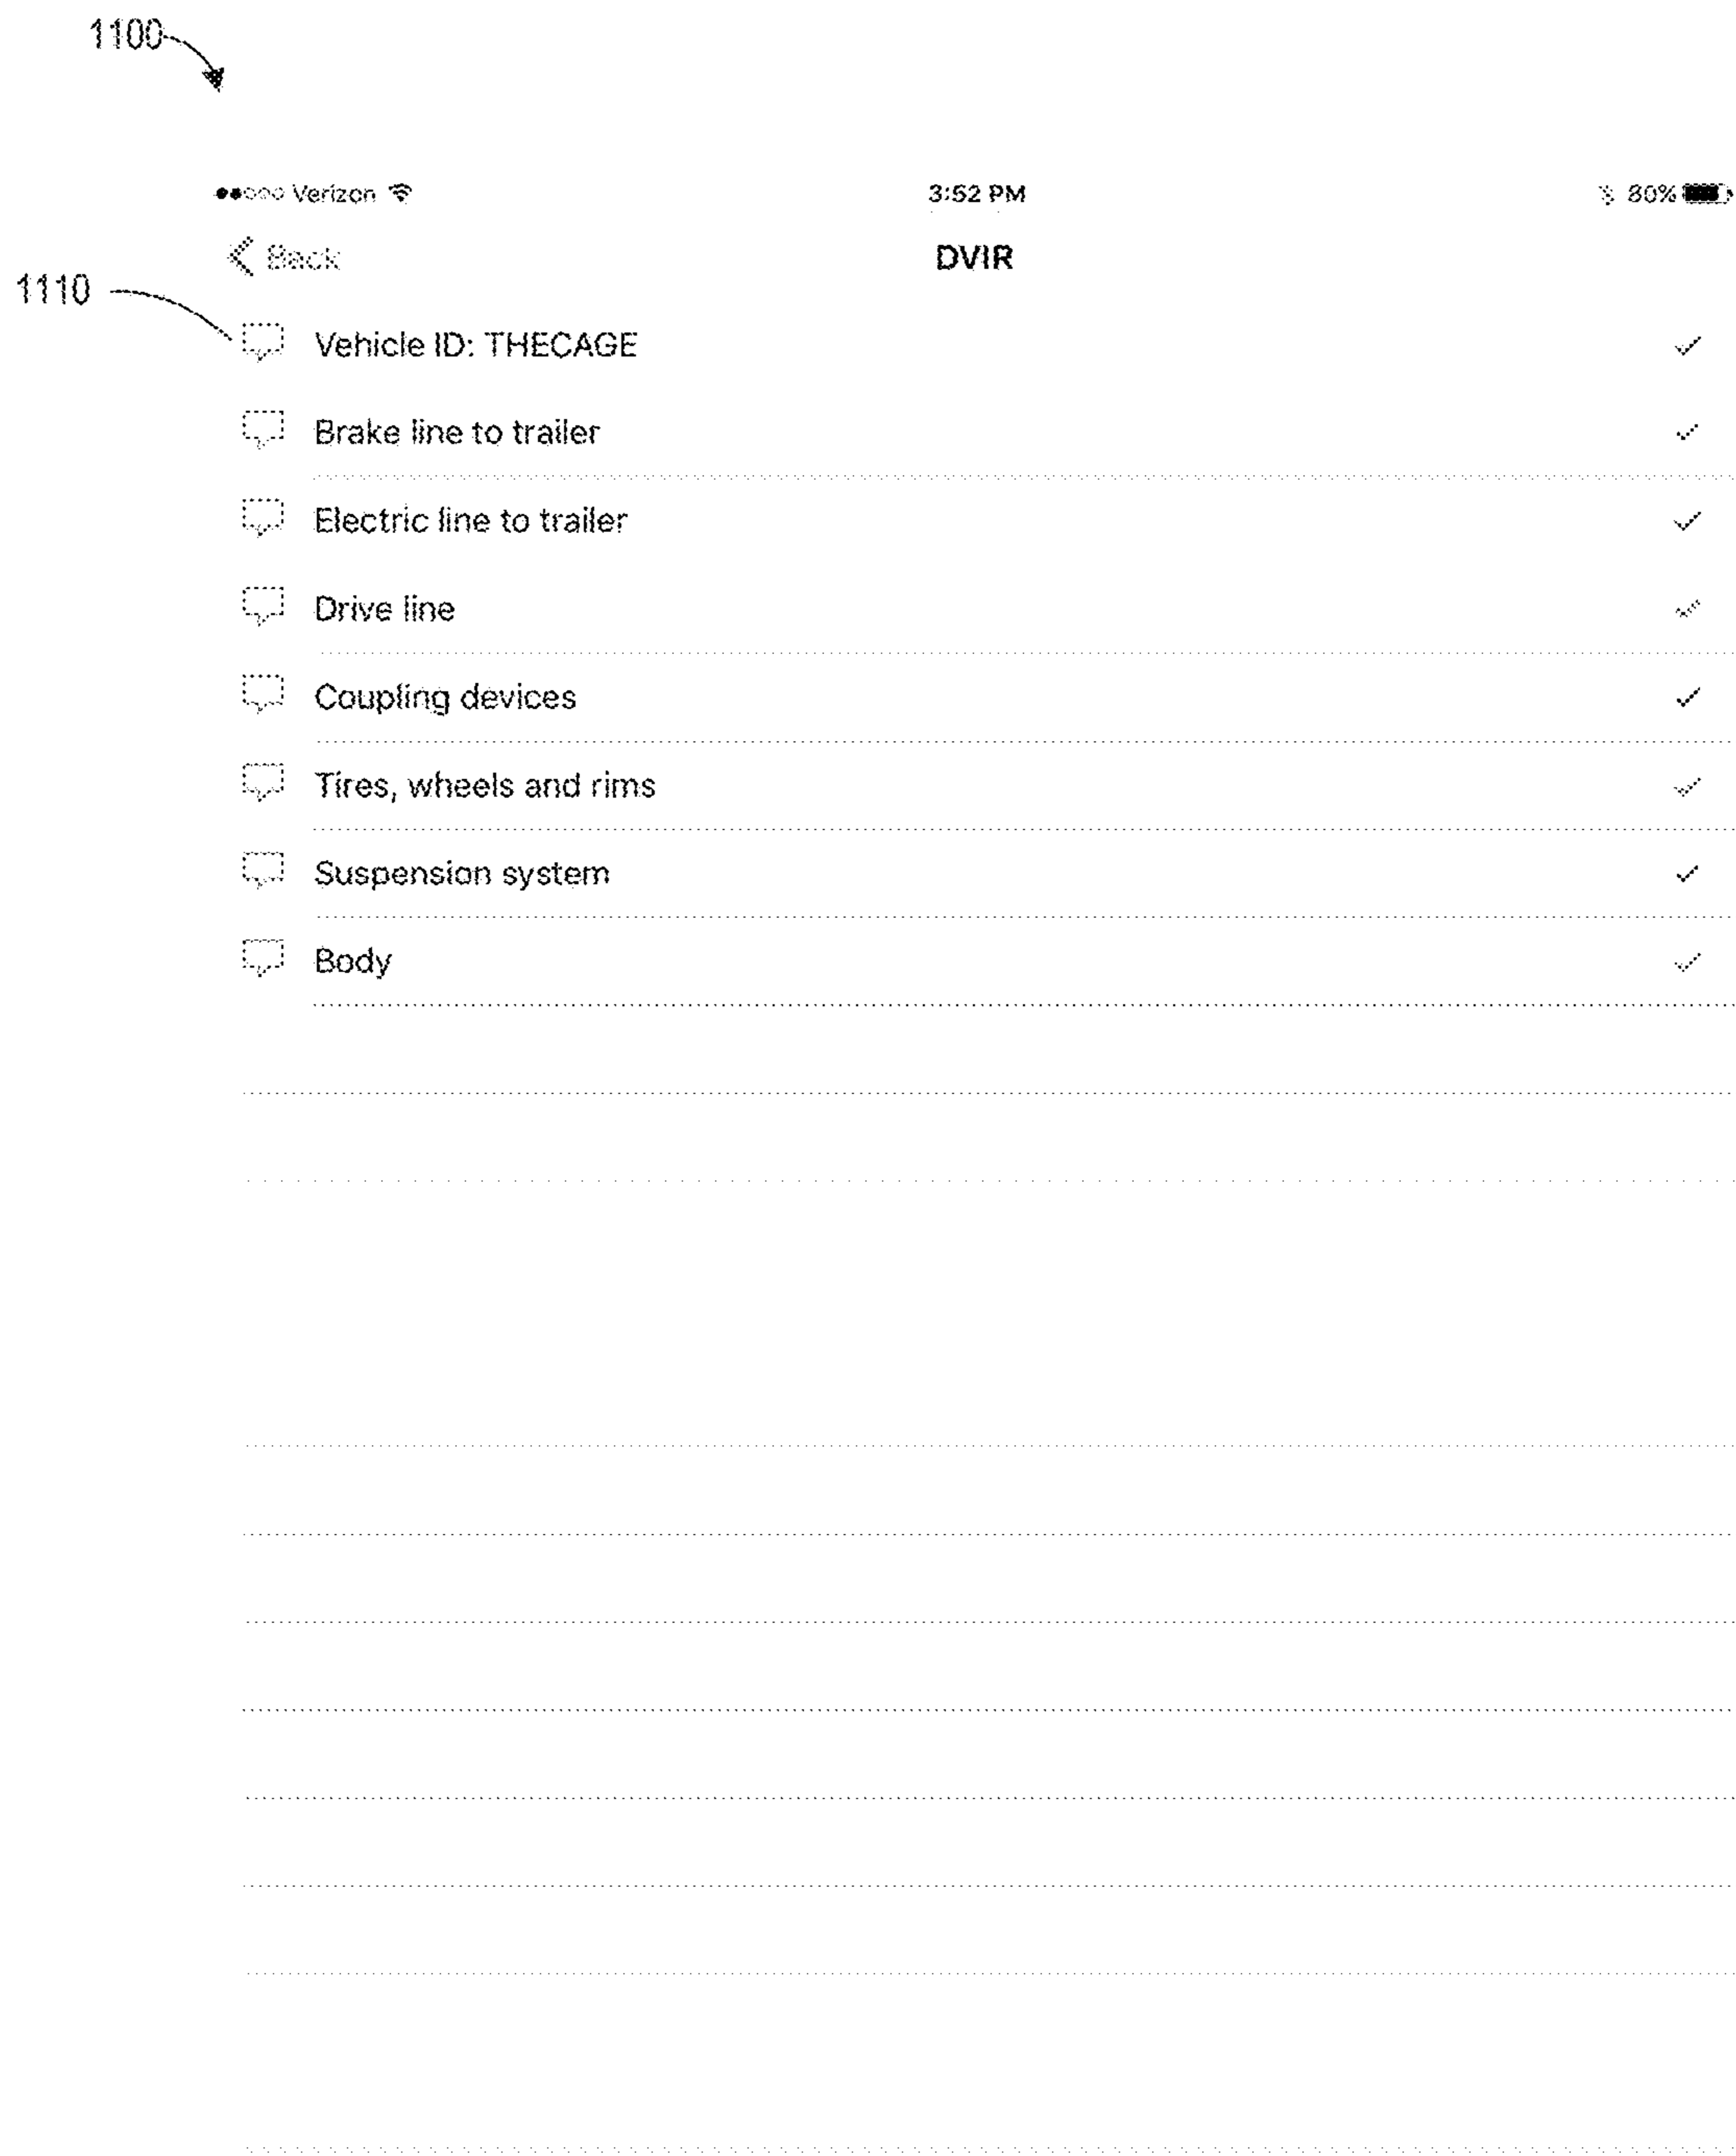 1100
Verizon 3:52 PM 80%
Back DVIR
1110
Vehicle ID: THECAGE
Brake line to trailer
Electric line to trailer
Drive line
Coupling devices
Tires, wheels and rims
Suspension system
Body